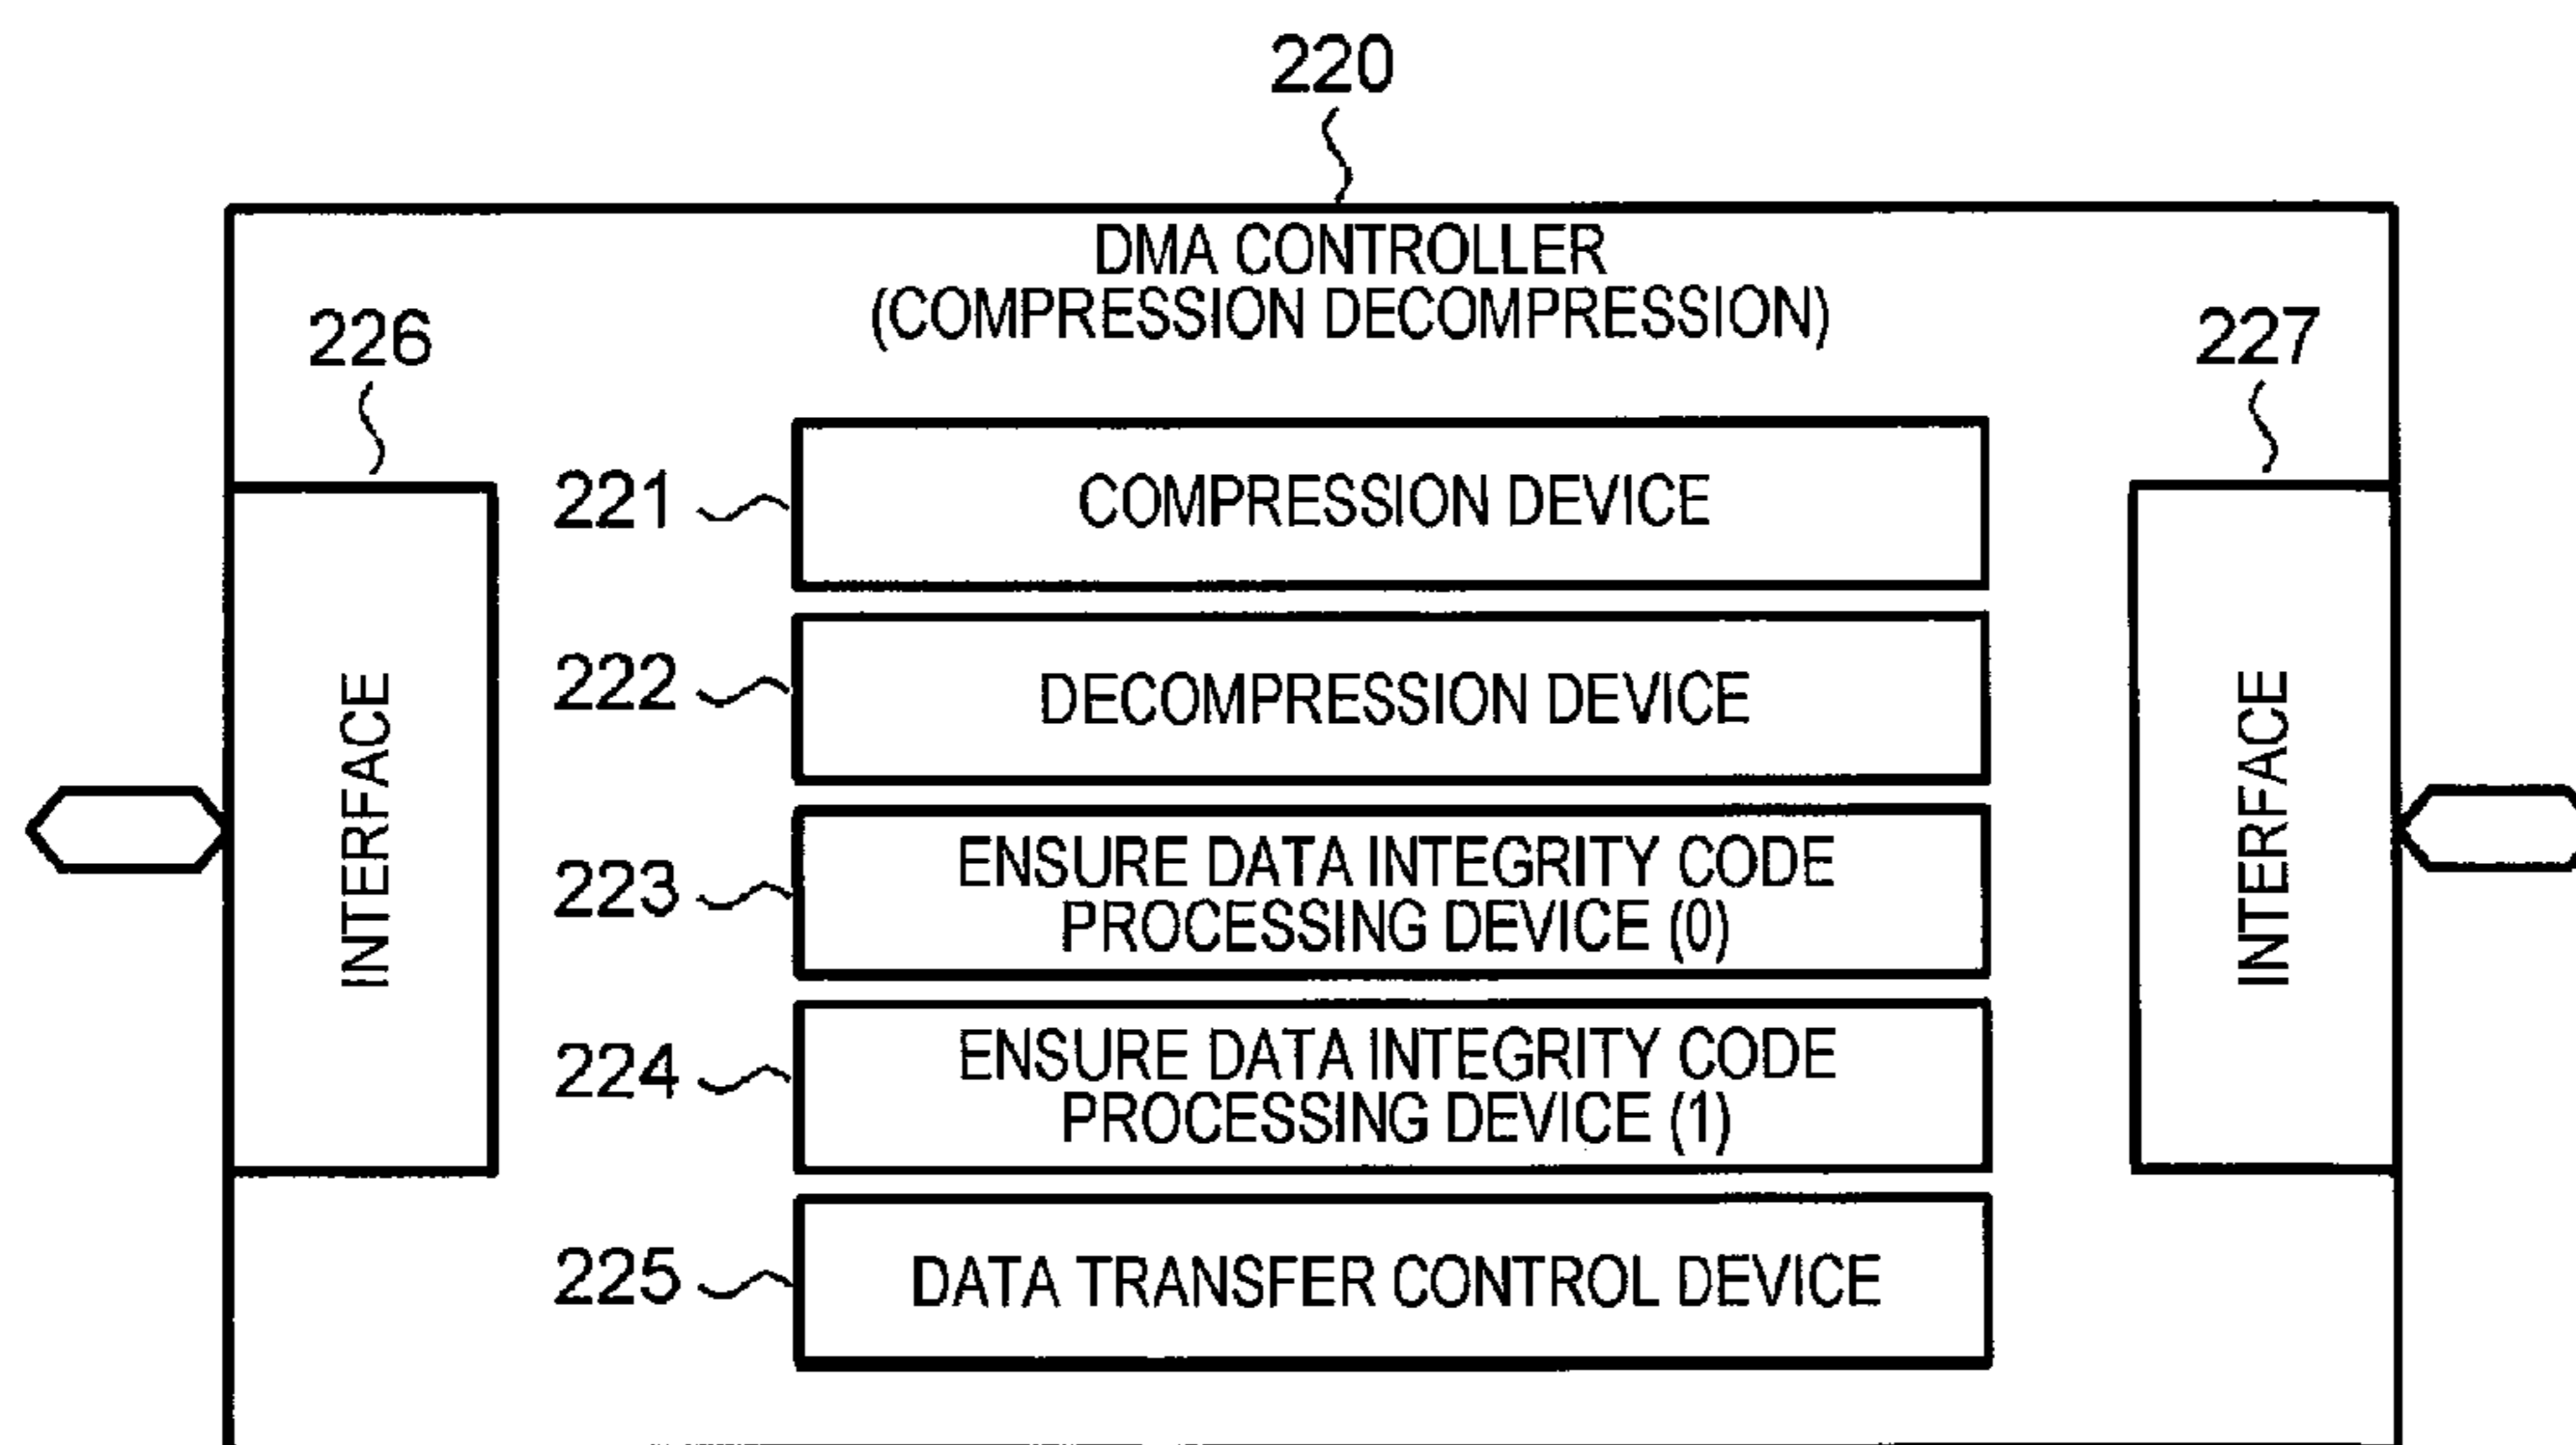 220
DMA CONTROLLER
(COMPRESSION DECOMPRESSION)
226
227
221
COMPRESSION DEVICE
222
DECOMPRESSION DEVICE
INTERFACE
INTERFACE
223
ENSURE DATA INTEGRITY CODE
PROCESSING DEVICE (0)
224
ENSURE DATA INTEGRITY CODE
PROCESSING DEVICE (1)
225
DATA TRANSFER CONTROL DEVICE